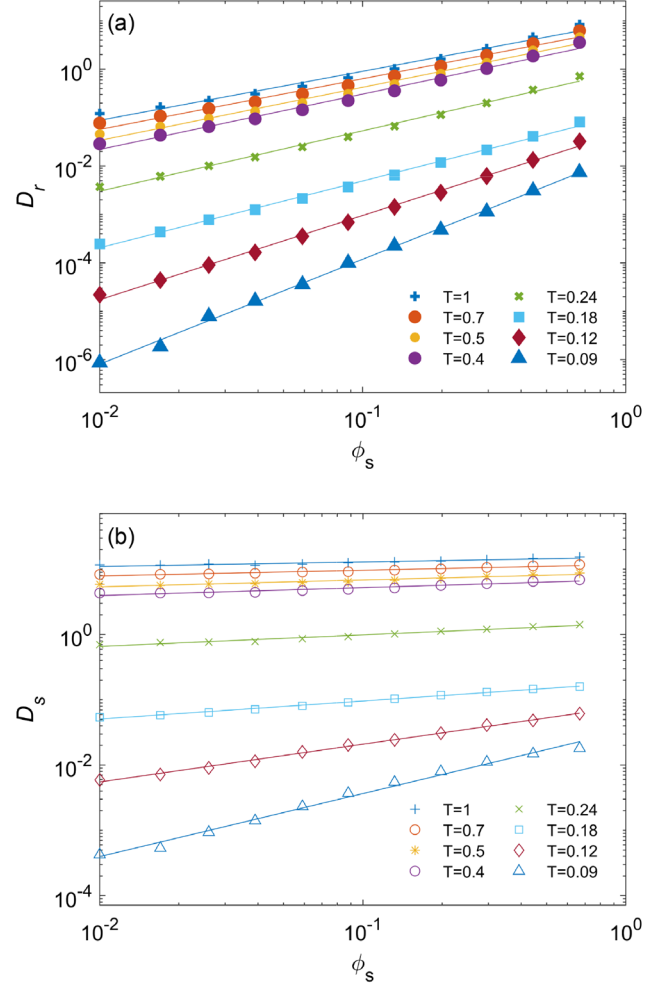 (a)
10^0
10^-2
10^-4
10^-6
D_r
T=1 T=0.24
T=0.7 T=0.18
T=0.5 T=0.12
T=0.4 T=0.09
10^-2 10^-1 10^0
ϕ_s
(b)
10^0
10^-2
10^-4
D_s
T=1 T=0.24
T=0.7 T=0.18
T=0.5 T=0.12
T=0.4 T=0.09
10^-2 10^-1 10^0
ϕ_s